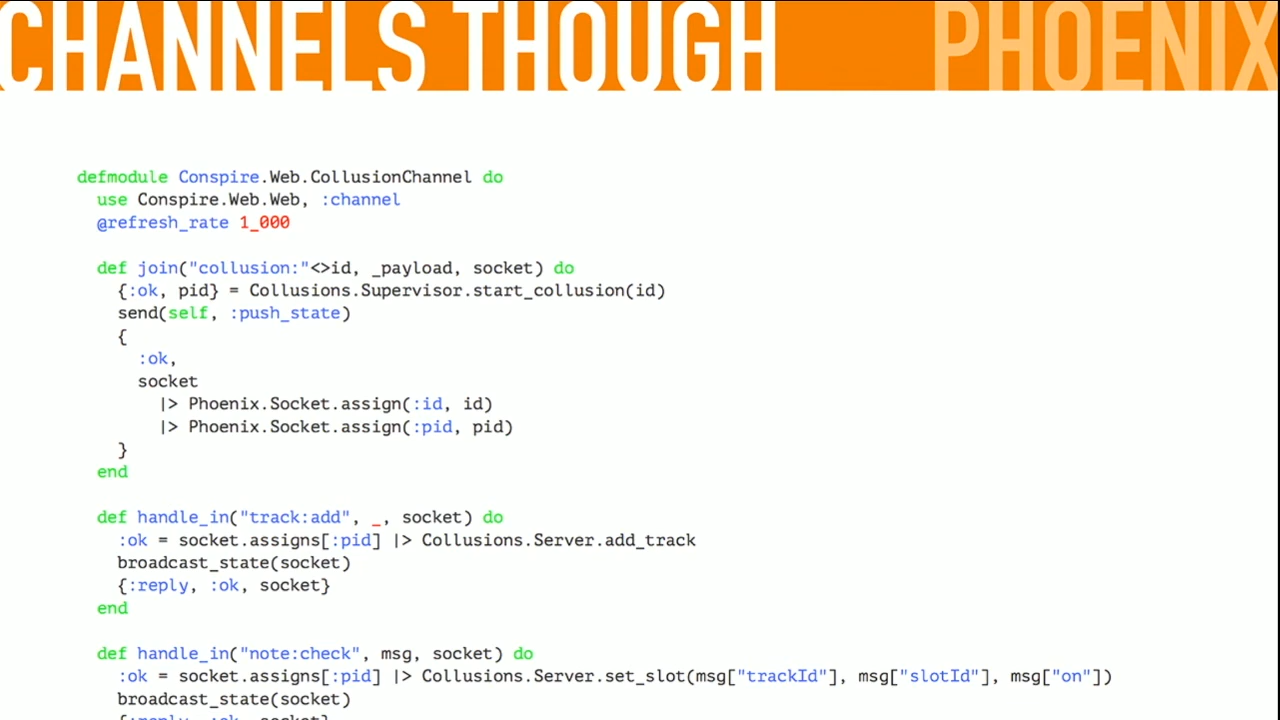 CHANNELS THOUGH PHOENIX
defmodule Conspire.Web.CollusionChannel do
  use Conspire.Web.Web, :channel
  @refresh_rate 1_000

  def join("collusion:"<>id, _payload, socket) do
    {:ok, pid} = Collusions.Supervisor.start_collusion(id)
    send(self, :push_state)
    {
      :ok,
      socket
        |> Phoenix.Socket.assign(:id, id)
        |> Phoenix.Socket.assign(:pid, pid)
    }
  end

  def handle_in("track:add", _, socket) do
    :ok = socket.assigns[:pid] |> Collusions.Server.add_track
    broadcast_state(socket)
    {:reply, :ok, socket}
  end

  def handle_in("note:check", msg, socket) do
    :ok = socket.assigns[:pid] |> Collusions.Server.set_slot(msg["trackId"], msg["slotId"], msg["on"])
    broadcast_state(socket)
    {:reply, :ok, socket}